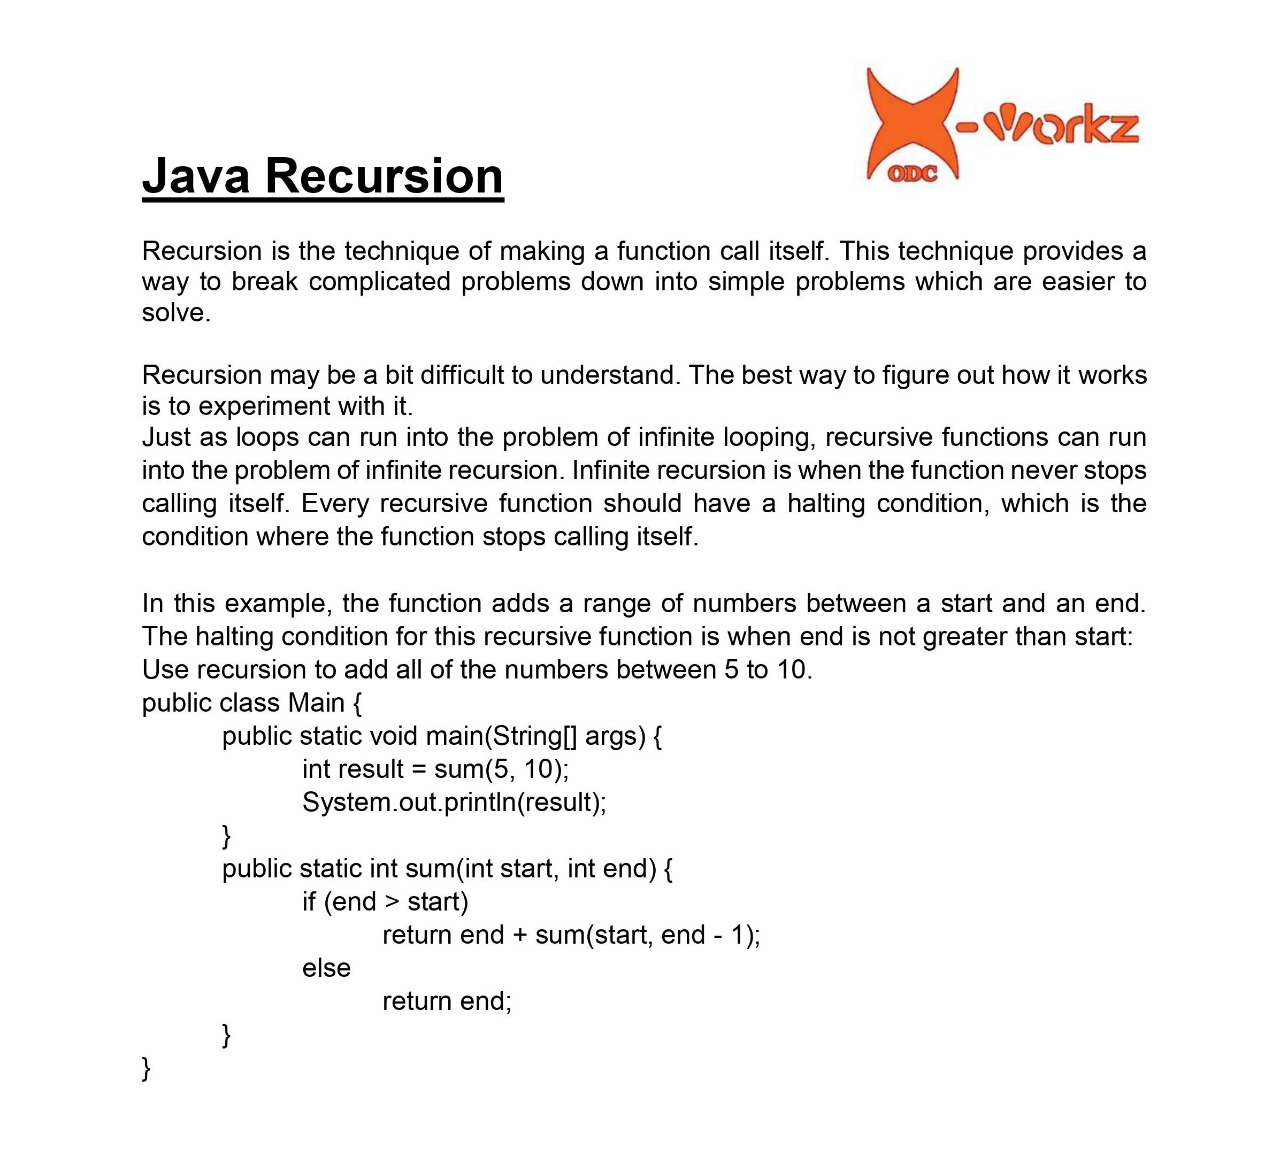 X-Workz
ODC
Java Recursion
Recursion is the technique of making a function call itself. This technique provides a
way to break complicated problems down into simple problems which are easier to
solve.
Recursion may be a bit difficult to understand. The best way to figure out how it works
is to experiment with it.
Just as loops can run into the problem of infinite looping, recursive functions can run
into the problem of infinite recursion. Infinite recursion is when the function never stops
calling itself. Every recursive function should have a halting condition, which is the
condition where the function stops calling itself.
In this example, the function adds a range of numbers between a start and an end.
The halting condition for this recursive function is when end is not greater than start:
Use recursion to add all of the numbers between 5 to 10.
public class Main {
public static void main(String[] args) {
int result = sum(5, 10);
System.out.println(result);
}
public static int sum(int start, int end) {
if (end > start)
return end + sum(start, end - 1);
else
return end;
}
}